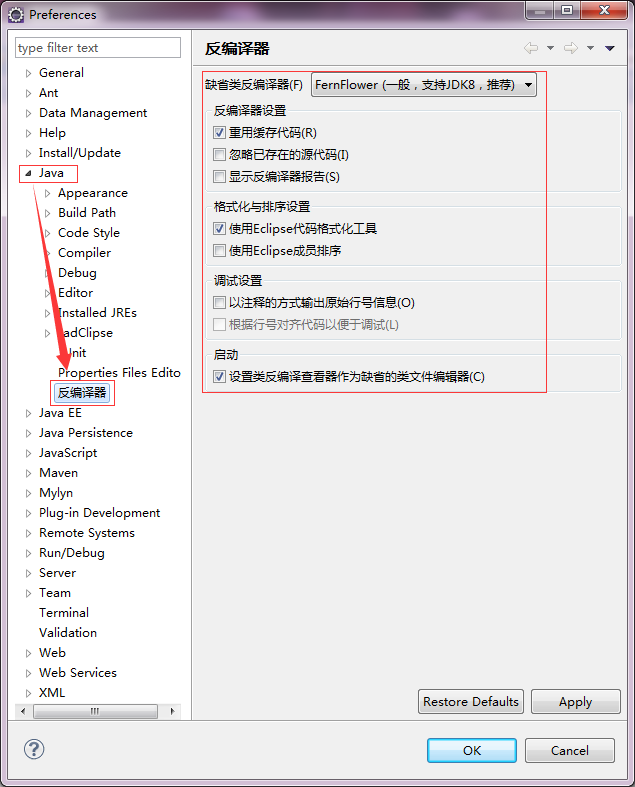 Preferences
type filter text
General
Ant
Data Management
Help
Install/Update
Java
Appearance
Build Path
Code Style
Compiler
Debug
Editor
Installed JREs
adClipse
Unit
Properties Files Edito
反编译器
Java EE
Java Persistence
JavaScript
Maven
Mylyn
Plug-in Development
Remote Systems
Run/Debug
Server
Team
Terminal
Validation
Web
Web Services
XML
反编译器
缺省类反编译器(F) FernFlower (一般，支持JDK8，推荐)
反编译器设置
重用缓存代码(R)
忽略已存在的源代码(I)
显示反编译器报告(S)
格式化与排序设置
使用Eclipse代码格式化工具
使用Eclipse成员排序
调试设置
以注释的方式输出原始行号信息(O)
根据行号对齐代码以便于调试(L)
启动
设置类反编译查看器作为缺省的类文件编辑器(C)
Restore Defaults Apply
OK Cancel